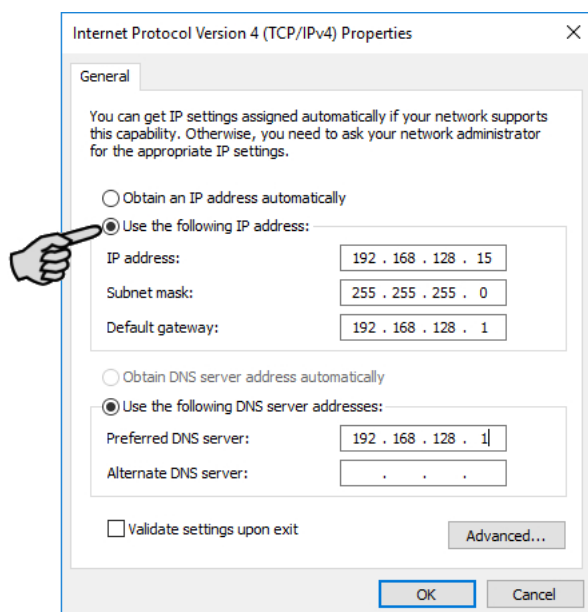 Internet Protocol Version 4 (TCP/IPv4) Properties
General
You can get IP settings assigned automatically if your network supports
this capability. Otherwise, you need to ask your network administrator
for the appropriate IP settings.
Obtain an IP address automatically
Use the following IP address:
IP address: 192 . 168 . 128 . 15
Subnet mask: 255 . 255 . 255 . 0
Default gateway: 192 . 168 . 128 . 1
Obtain DNS server address automatically
Use the following DNS server addresses:
Preferred DNS server: 192 . 168 . 128 . 1
Alternate DNS server: . . .
Validate settings upon exit
Advanced...
OK Cancel